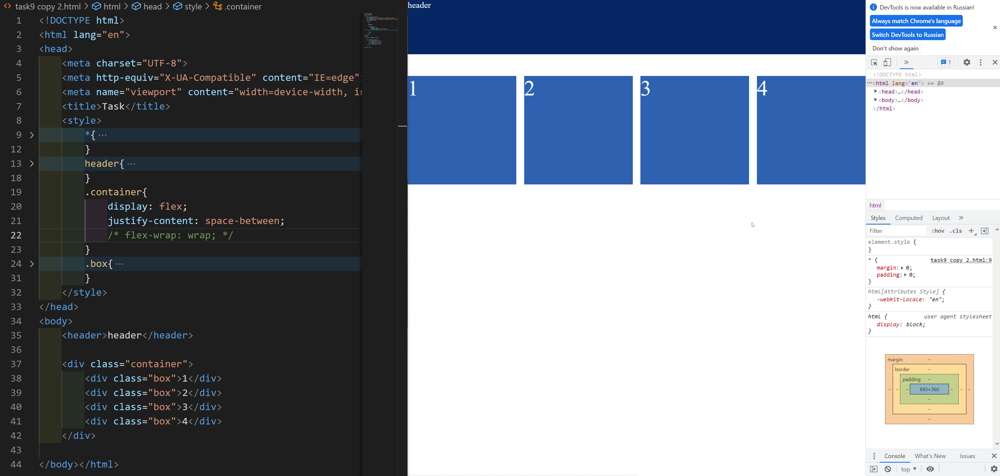 task9 copy 2.html > html > head > style > .container
1 <!DOCTYPE html>
2 <html lang="en">
3 <head>
4 <meta charset="UTF-8">
5 <meta http-equiv="X-UA-Compatible" content="IE=edge"
6 <meta name="viewport" content="width=device-width,
7 <title>Task</title>
8 <style>
9 *{ ...
12 }
13 header{ ...
18 }
19 .container{
20 display: flex;
21 justify-content: space-between;
22 /* flex-wrap: wrap; */
23 }
24 .box{ ...
31 }
32 </style>
33 </head>
34 <body>
35 <header>header</header>
36
37 <div class="container">
38 <div class="box">1</div>
39 <div class="box">2</div>
40 <div class="box">3</div>
41 <div class="box">4</div>
42 </div>
43
44 </body></html>
header
1 2 3 4
DevTools is now available in Russian!
Always match Chrome's language
Switch DevTools to Russian
Don't show again
1
<!DOCTYPE html>
...<html lang="en"> == $0
<head>…</head>
<body>…</body>
</html>
html
Styles Computed Layout
Filter :hov .cls
element.style {
}
* { task9 copy 2.html:9
margin: 0;
padding: 0;
}
html[Attributes Style] {
-webkit-locale: "en";
}
html { user agent stylesheet
display: block;
}
margin –
border –
padding –
– – – 843×360 – – –
–
–
–
Console What's New Issues
top